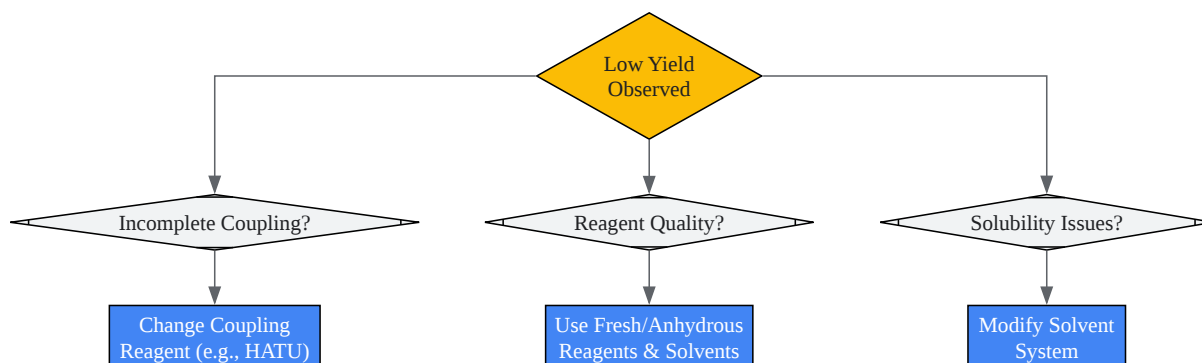 Low Yield
Observed
Incomplete Coupling?
Reagent Quality?
Solubility Issues?
Change Coupling
Reagent (e.g., HATU)
Use Fresh/Anhydrous
Reagents & Solvents
Modify Solvent
System